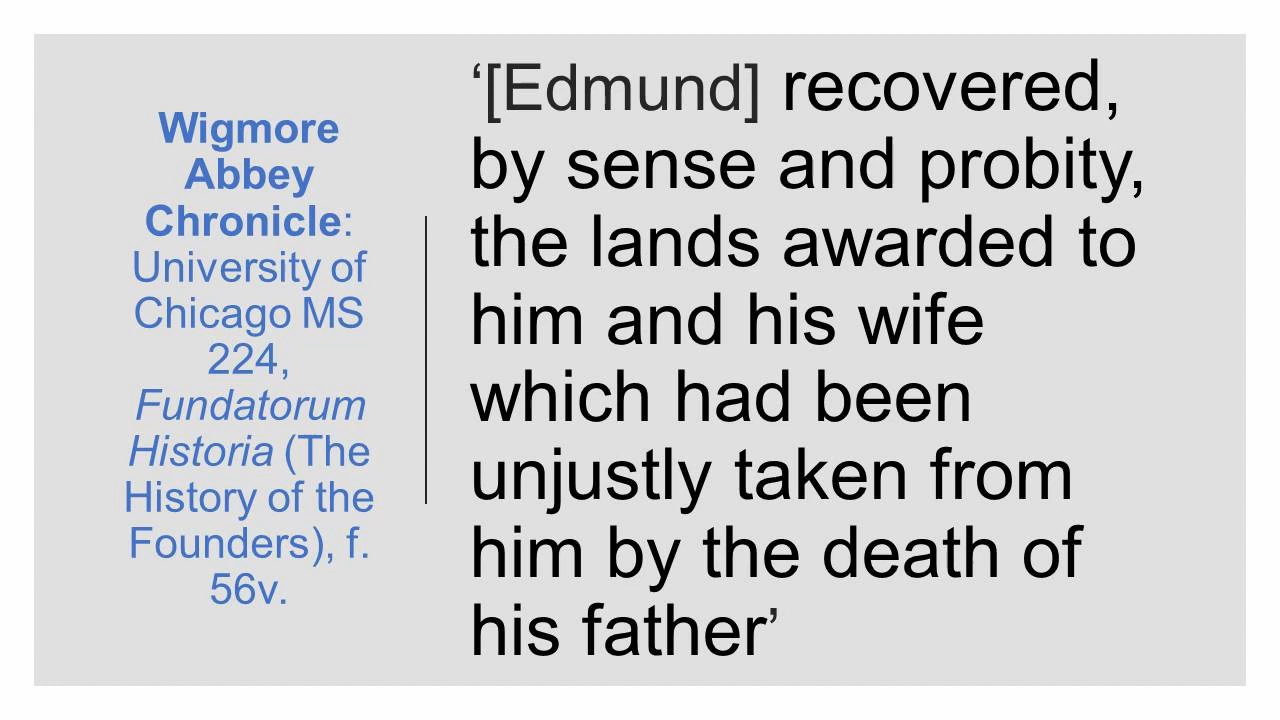 Wigmore
Abbey
Chronicle:
University of
Chicago MS
224,
Fundatorum
Historia (The
History of the
Founders), f.
56v.
‘[Edmund] recovered,
by sense and probity,
the lands awarded to
him and his wife
which had been
unjustly taken from
him by the death of
his father’